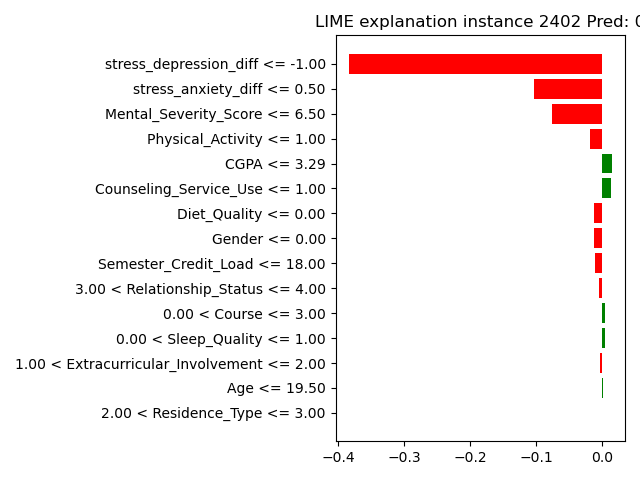 LIME explanation instance 2402 Pred: 0
stress_depression_diff <= -1.00
stress_anxiety_diff <= 0.50
Mental_Severity_Score <= 6.50
Physical_Activity <= 1.00
CGPA <= 3.29
Counseling_Service_Use <= 1.00
Diet_Quality <= 0.00
Gender <= 0.00
Semester_Credit_Load <= 18.00
3.00 < Relationship_Status <= 4.00
0.00 < Course <= 3.00
0.00 < Sleep_Quality <= 1.00
1.00 < Extracurricular_Involvement <= 2.00
Age <= 19.50
2.00 < Residence_Type <= 3.00
−0.4 −0.3 −0.2 −0.1 0.0